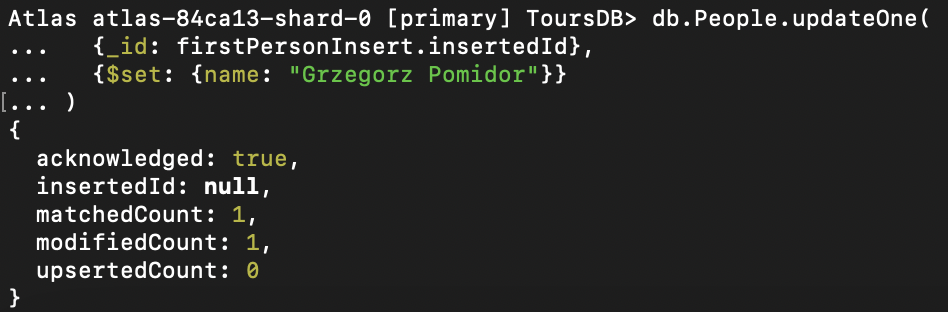 Atlas atlas-84ca13-shard-0 [primary] ToursDB> db.People.updateOne(
...   {_id: firstPersonInsert.insertedId},
...   {$set: {name: "Grzegorz Pomidor"}}
[... )
{
  acknowledged: true,
  insertedId: null,
  matchedCount: 1,
  modifiedCount: 1,
  upsertedCount: 0
}